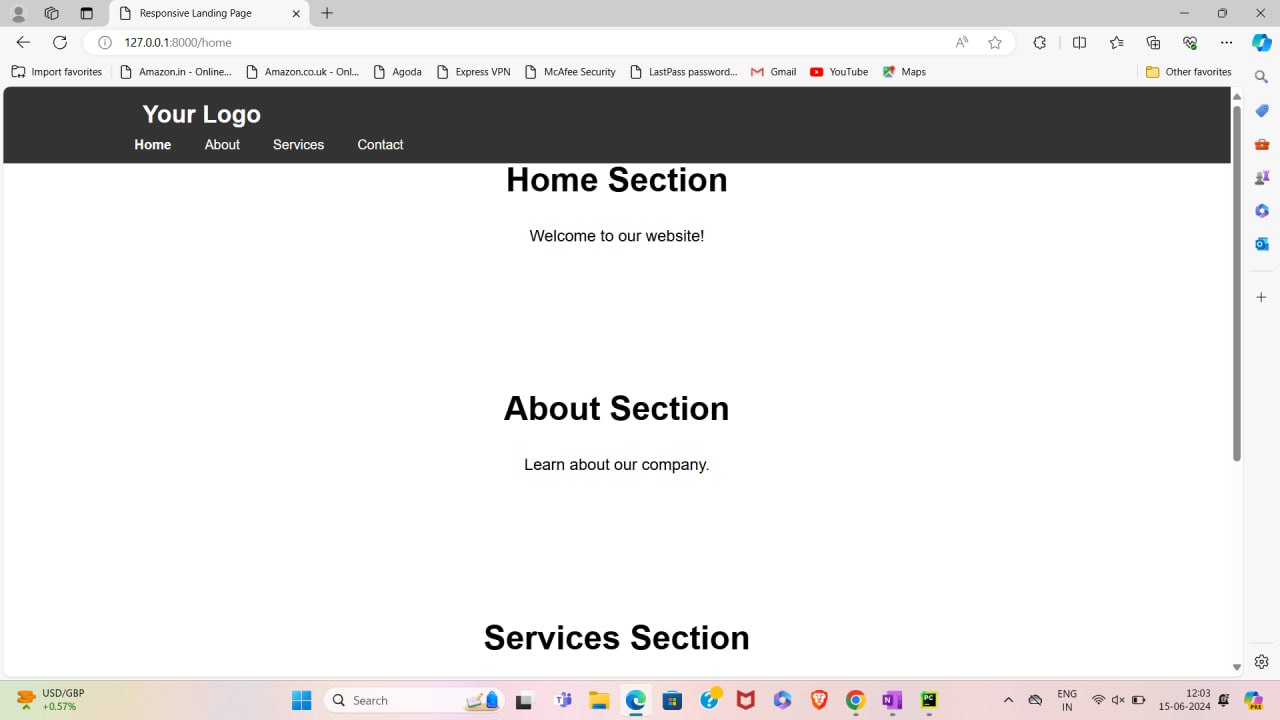 Responsive Landing Page
127.0.0.1:8000/home
Import favorites
Amazon.in - Online...
Amazon.co.uk - Onl...
Agoda
Express VPN
McAfee Security
LastPass password...
Gmail
YouTube
Maps
Other favorites
Your Logo
Home About Services Contact
Home Section
Welcome to our website!
About Section
Learn about our company.
Services Section
USD/GBP
+0.57%
Search
ENG
IN
12:03
15-06-2024